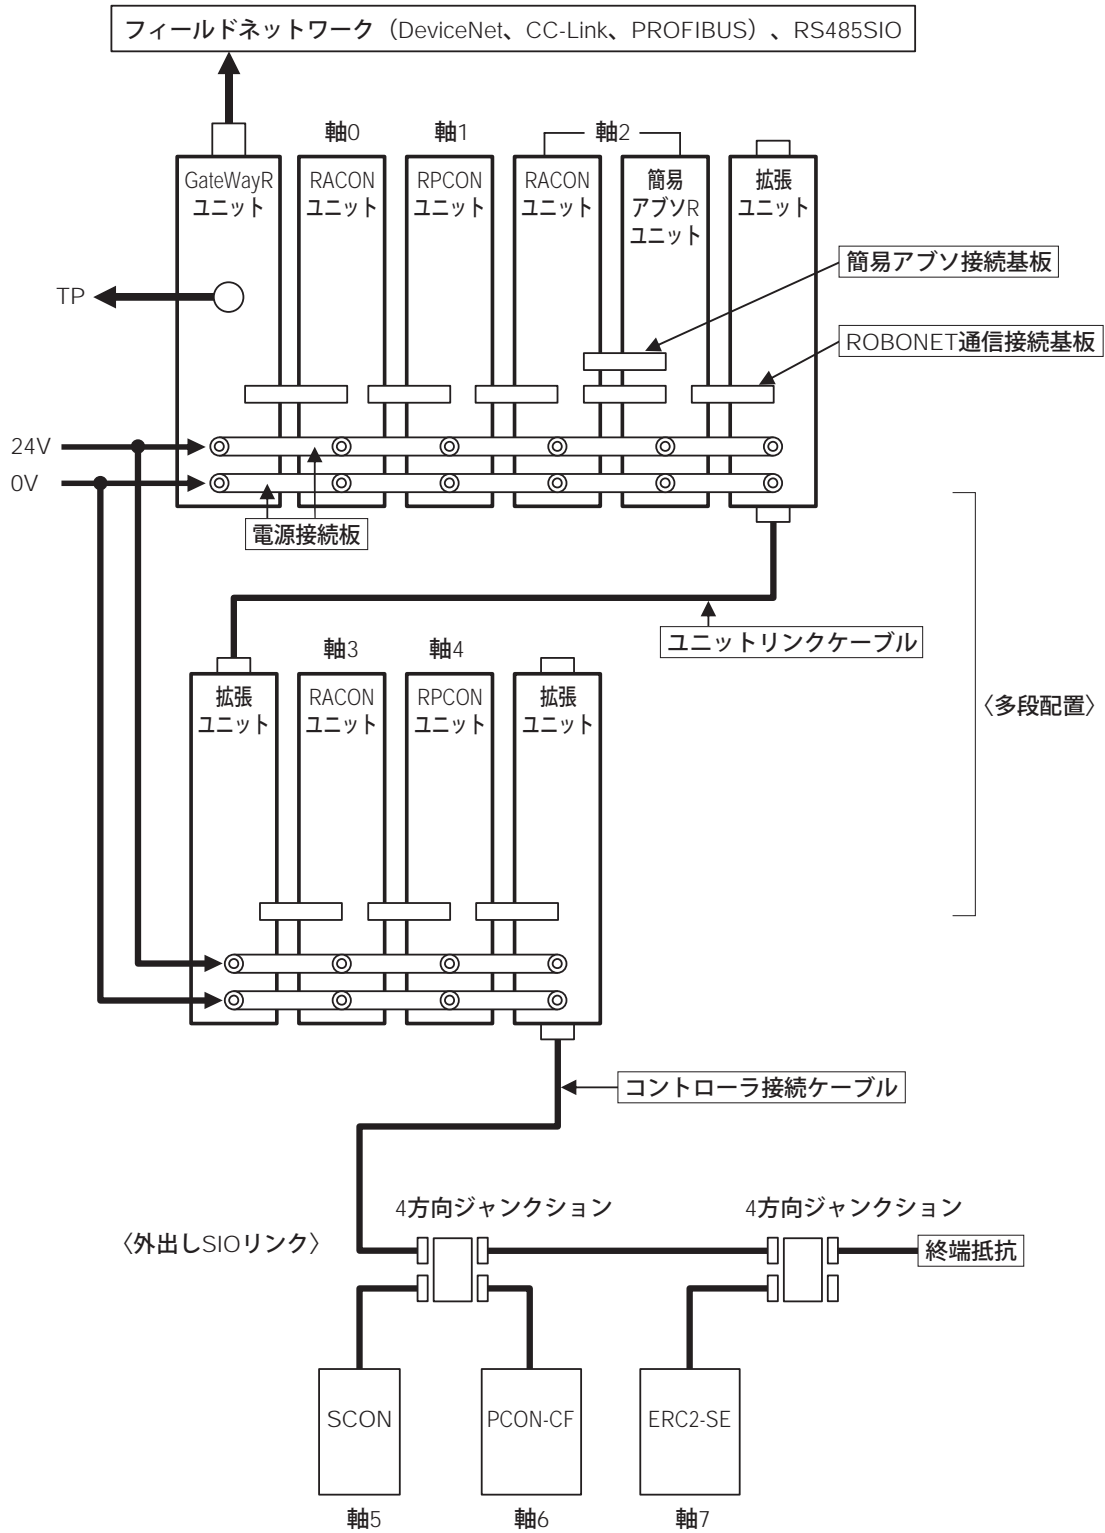 フィールドネットワーク（DeviceNet、CC-Link、PROFIBUS）、RS485SIO
軸0
軸1
軸2
GateWayR
ユニット
RACON
ユニット
RPCON
ユニット
RACON
ユニット
簡易
アブソR
ユニット
拡張
ユニット
簡易アブソ接続基板
TP
ROBONET通信接続基板
24V
0V
電源接続板
ユニットリンクケーブル
軸3
軸4
拡張
ユニット
RACON
ユニット
RPCON
ユニット
拡張
ユニット
〈多段配置〉
コントローラ接続ケーブル
4方向ジャンクション
4方向ジャンクション
〈外出しSIOリンク〉
終端抵抗
SCON
PCON-CF
ERC2-SE
軸5
軸6
軸7